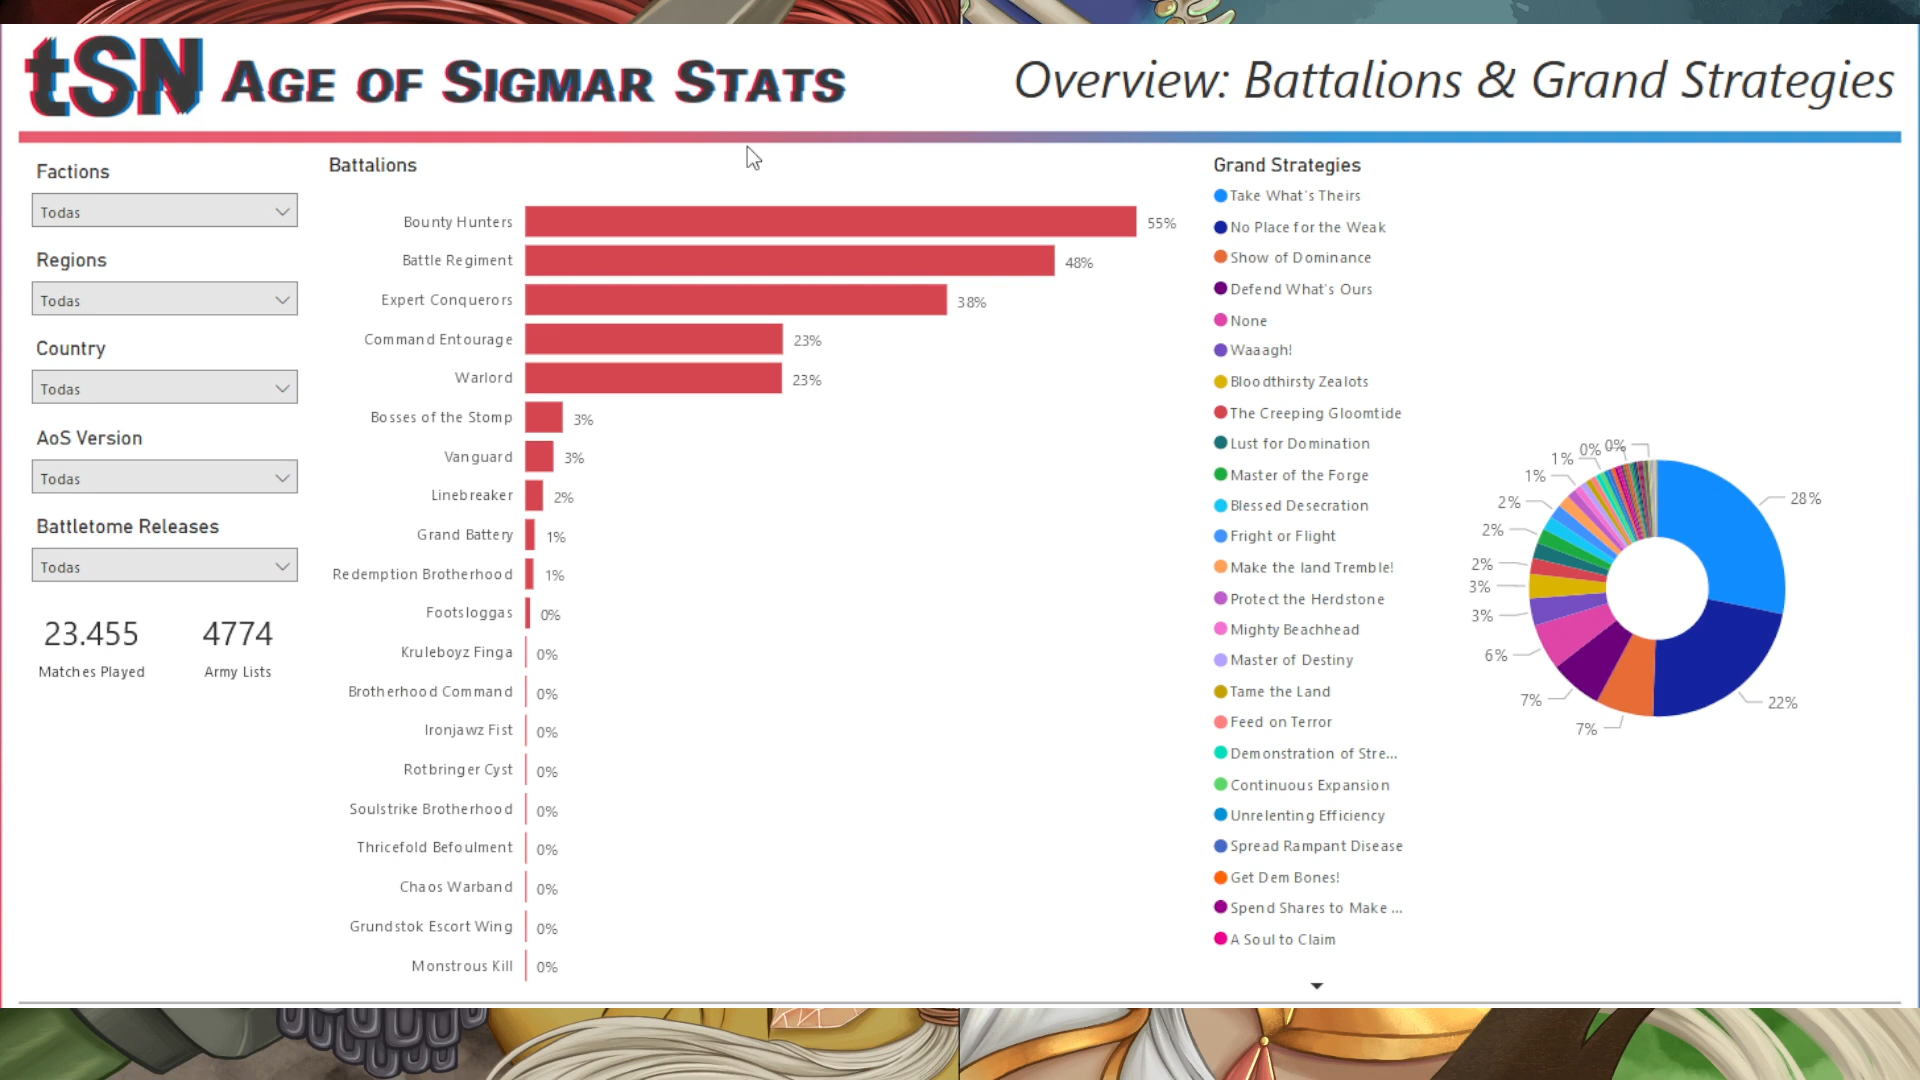 tSN AGE OF SIGMAR STATS
Overview: Battalions & Grand Strategies
Factions
Todas
Regions
Todas
Country
Todas
AoS Version
Todas
Battletome Releases
Todas
23.455
Matches Played
4774
Army Lists
Battalions
Bounty Hunters 55%
Battle Regiment 48%
Expert Conquerors 38%
Command Entourage 23%
Warlord 23%
Bosses of the Stomp 3%
Vanguard 3%
Linebreaker 2%
Grand Battery 1%
Redemption Brotherhood 1%
Footsloggas 0%
Kruleboyz Finga 0%
Brotherhood Command 0%
Ironjawz Fist 0%
Rotbringer Cyst 0%
Soulstrike Brotherhood 0%
Thricefold Befoulment 0%
Chaos Warband 0%
Grundstok Escort Wing 0%
Monstrous Kill 0%
Grand Strategies
Take What's Theirs
No Place for the Weak
Show of Dominance
Defend What's Ours
None
Waaagh!
Bloodthirsty Zealots
The Creeping Gloomtide
Lust for Domination
Master of the Forge
Blessed Desecration
Fright or Flight
Make the land Tremble!
Protect the Herdstone
Mighty Beachhead
Master of Destiny
Tame the Land
Feed on Terror
Demonstration of Stre...
Continuous Expansion
Unrelenting Efficiency
Spread Rampant Disease
Get Dem Bones!
Spend Shares to Make ...
A Soul to Claim
28%
22%
7%
7%
6%
3%
3%
2%
2%
2%
1%
1%
0%
0%